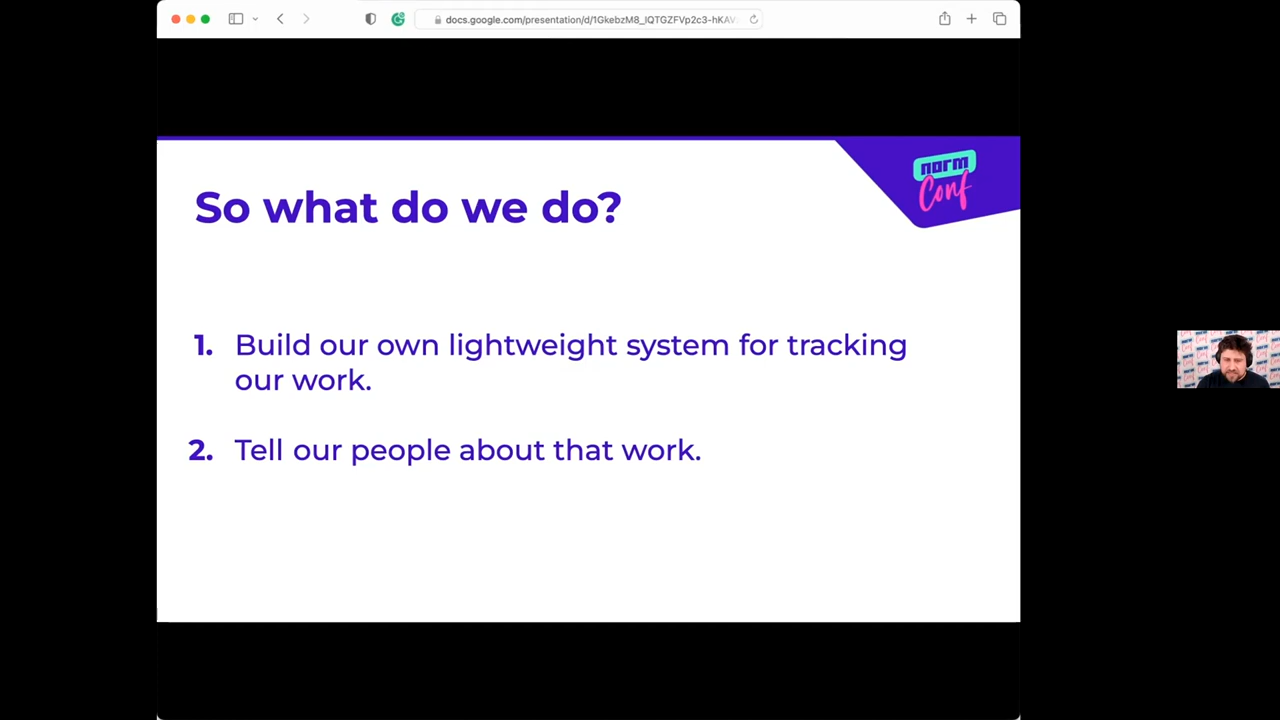 docs.google.com/presentation/d/1GkebzM8_lQTGZFVp2c3-hKAV
norm
Conf
So what do we do?
1. Build our own lightweight system for tracking
our work.
2. Tell our people about that work.